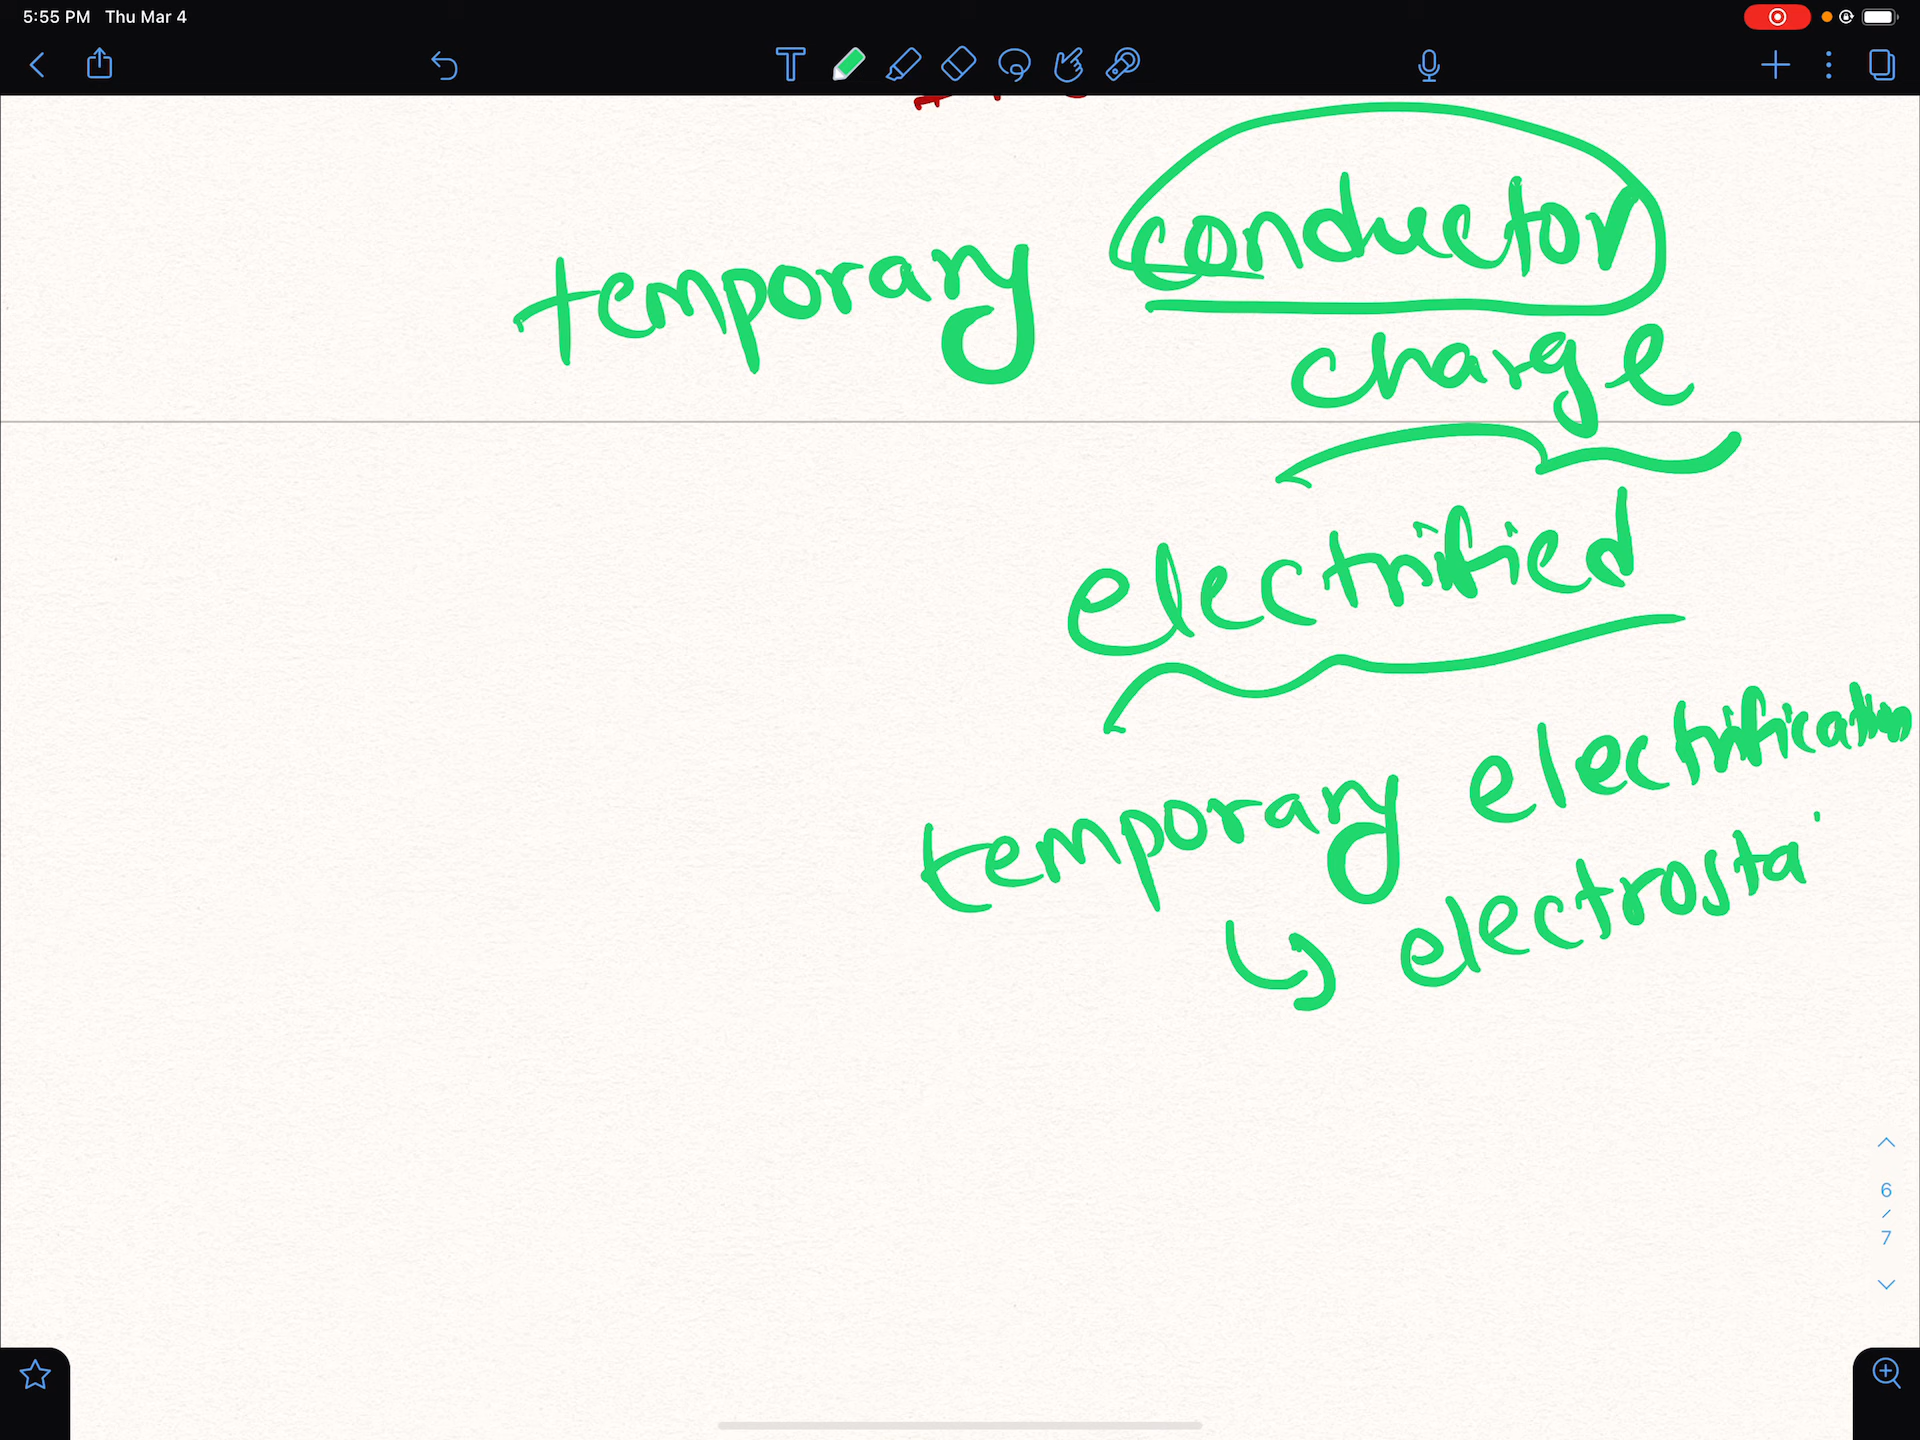 5:55 PM Thu Mar 4
temporary conductor
charge
electrified
temporary electrification
electrosta
6
/
7